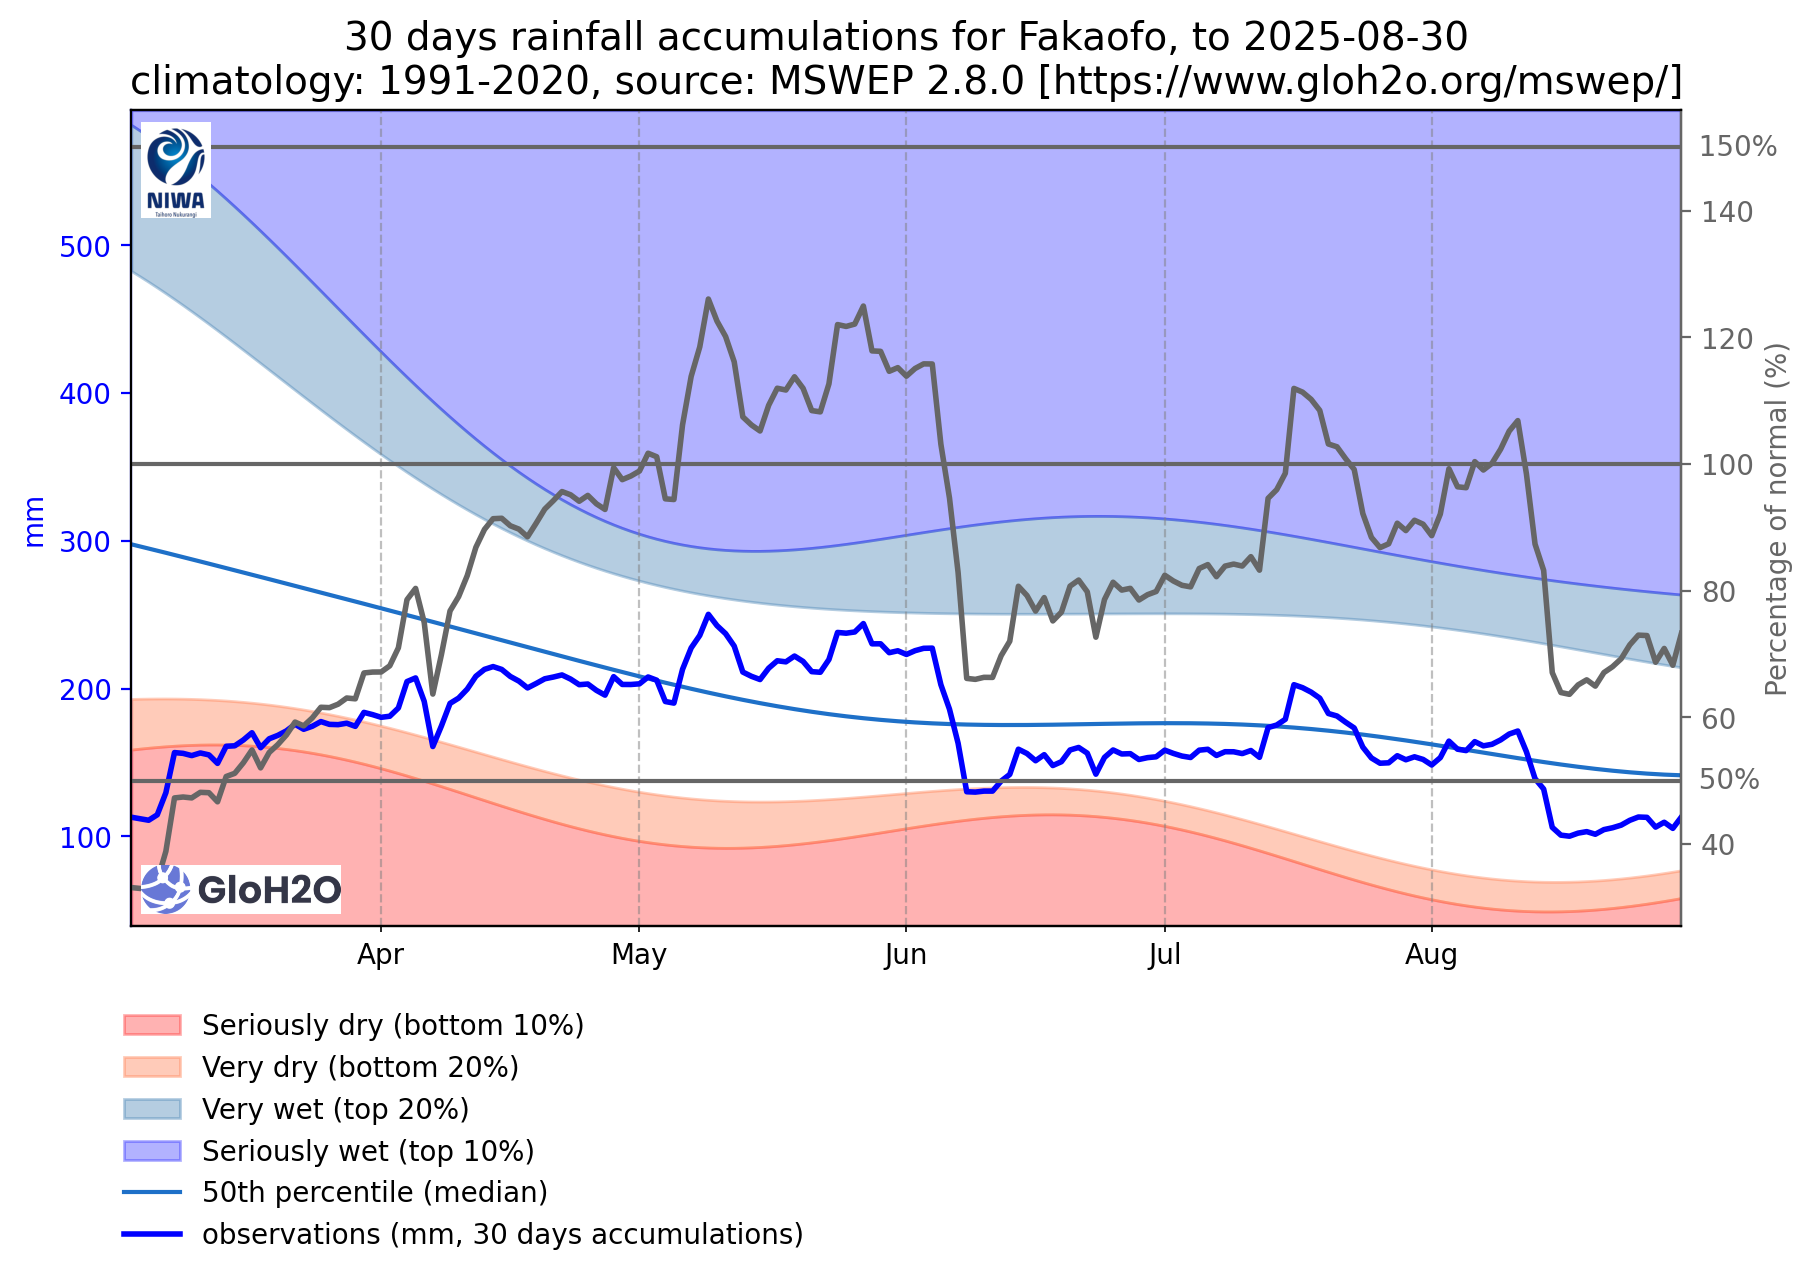 30 days rainfall accumulations for Fakaofo, to 2025-08-30
climatology: 1991-2020, source: MSWEP 2.8.0 [https://www.gloh2o.org/mswep/]
NIWA
Taihoro Nukurangi
150%
140
500
120
400
100
mm
300
80
Percentage of normal (%)
200
60
50%
100
40
GloH2O
Apr
May
Jun
Jul
Aug
Seriously dry (bottom 10%)
Very dry (bottom 20%)
Very wet (top 20%)
Seriously wet (top 10%)
50th percentile (median)
observations (mm, 30 days accumulations)